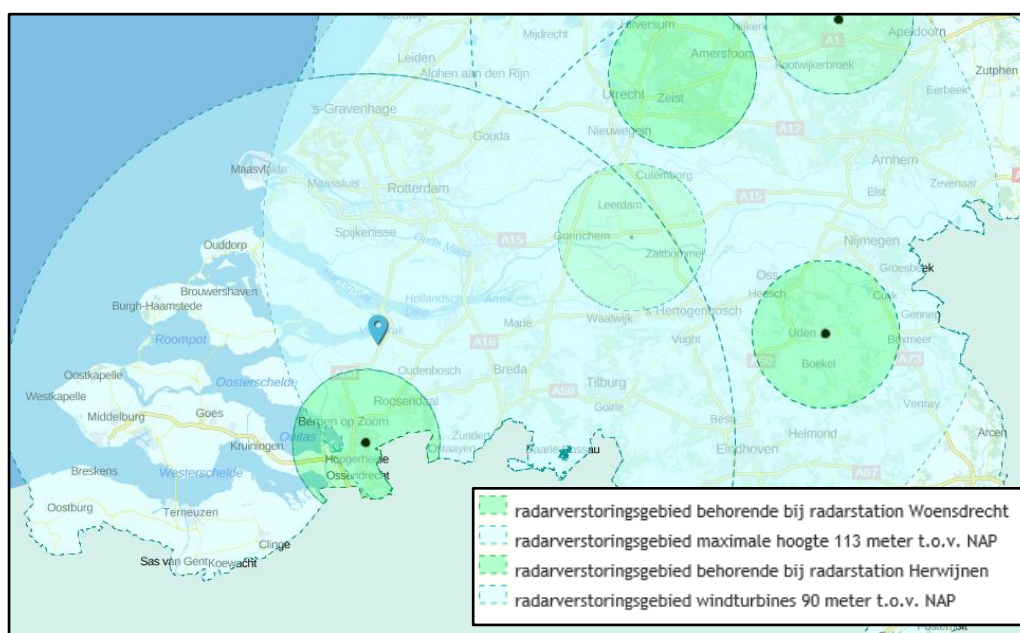 Noordwijk
Hilversum
Nijkerk
Mijdrecht
Apeldoorn
Leiden
Amersfoort
A1
Kootwijkerbroek
Zutphen
Alphen aan den Rijn
Utrecht
Zeist
Eerbeek
's-Gravenhage
Gouda
Nieuwegein
A12
Arnhem
Maasvlakte
Maassluis
Rotterdam
Culemborg
Elst
Zevenaar
Leerdam
A15
Spijkenisse
Oude Maas
A15
Gorinchem
Nijmegen
Ouddorp
Zaltbommel
Haringvliet
Groesbeek
Oss
Brouwershaven
Hollandsch Diep
Amer
Heesch
Cuijk
Burgh-Haamstede
Made
Waalwijk
's-Hertogenbosch
Gennep
Roompot
Uden
Boxmeer
A16
Vught
A73
Oostkapelle
Oosterschelde
Oudenbosch
Breda
Boekel
Westkapelle
Roosendaal
A58
Tilburg
Venray
Middelburg
Goes
Bergen op Zoom
Goirle
Best
Kruiningen
Zundert
Helmond
Arcen
Hoogerheide
Baarle-Nassau
Eindhoven
Breskens
Westerschelde
Ossendrecht
A67
Oostburg
Terneuzen
Clinge
Sas van Gent
Koewacht
radarverstoringsgebied behorende bij radarstation Woensdrecht
radarverstoringsgebied maximale hoogte 113 meter t.o.v. NAP
radarverstoringsgebied behorende bij radarstation Herwijnen
radarverstoringsgebied windturbines 90 meter t.o.v. NAP